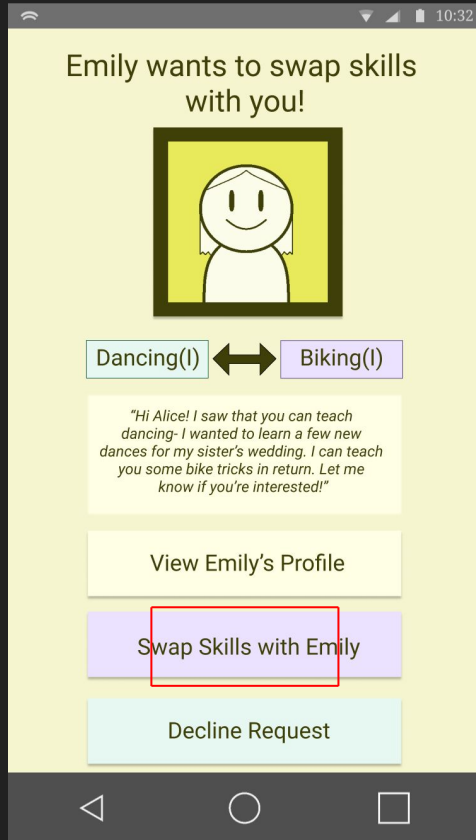 10:32
Emily wants to swap skills
with you!
Dancing(I)
Biking(I)
“Hi Alice! I saw that you can teach
dancing- I wanted to learn a few new
dances for my sister’s wedding. I can teach
you some bike tricks in return. Let me
know if you’re interested!”
View Emily’s Profile
Swap Skills with Emily
Decline Request